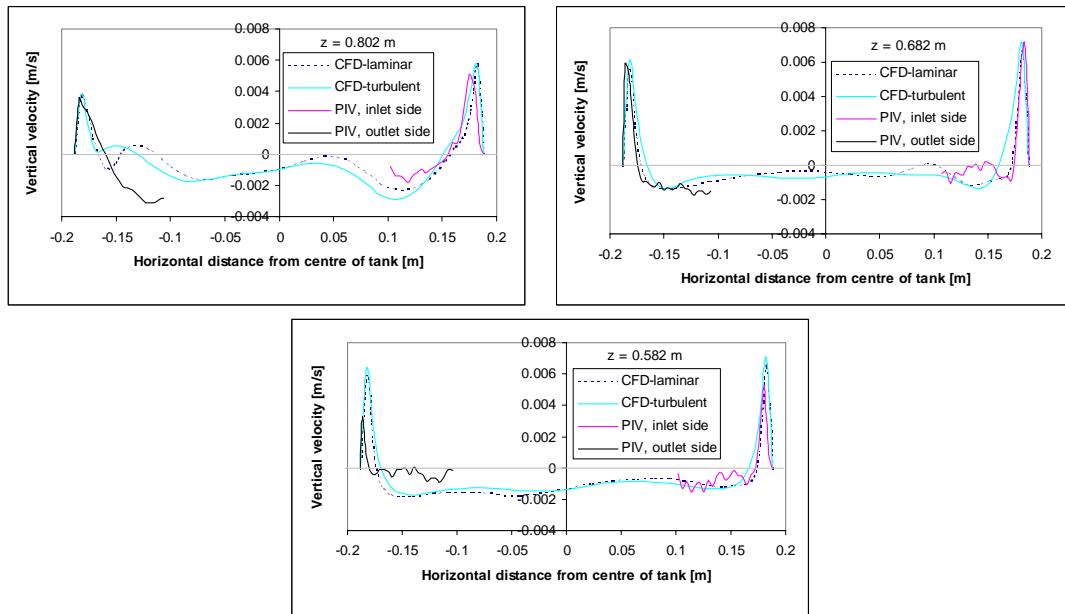 0.008
0.006
0.004
0.002
0
-0.002
-0.004
Vertical velocity [m/s]
z = 0.802 m
CFD-laminar
CFD-turbulent
PIV, inlet side
PIV, outlet side
-0.2 -0.15 -0.1 -0.05 0 0.05 0.1 0.15 0.2
Horizontal distance from centre of tank [m]
0.008
0.006
0.004
0.002
0
-0.002
-0.004
Vertical velocity [m/s]
z = 0.682 m
CFD-laminar
CFD-turbulent
PIV, inlet side
PIV, outlet side
-0.2 -0.15 -0.1 -0.05 0 0.05 0.1 0.15 0.2
Horizontal distance from centre of tank [m]
0.008
0.006
0.004
0.002
0
-0.002
-0.004
Vertical velocity [m/s]
z = 0.582 m
CFD-laminar
CFD-turbulent
PIV, inlet side
PIV, outlet side
-0.2 -0.15 -0.1 -0.05 0 0.05 0.1 0.15 0.2
Horizontal distance from centre of tank [m]